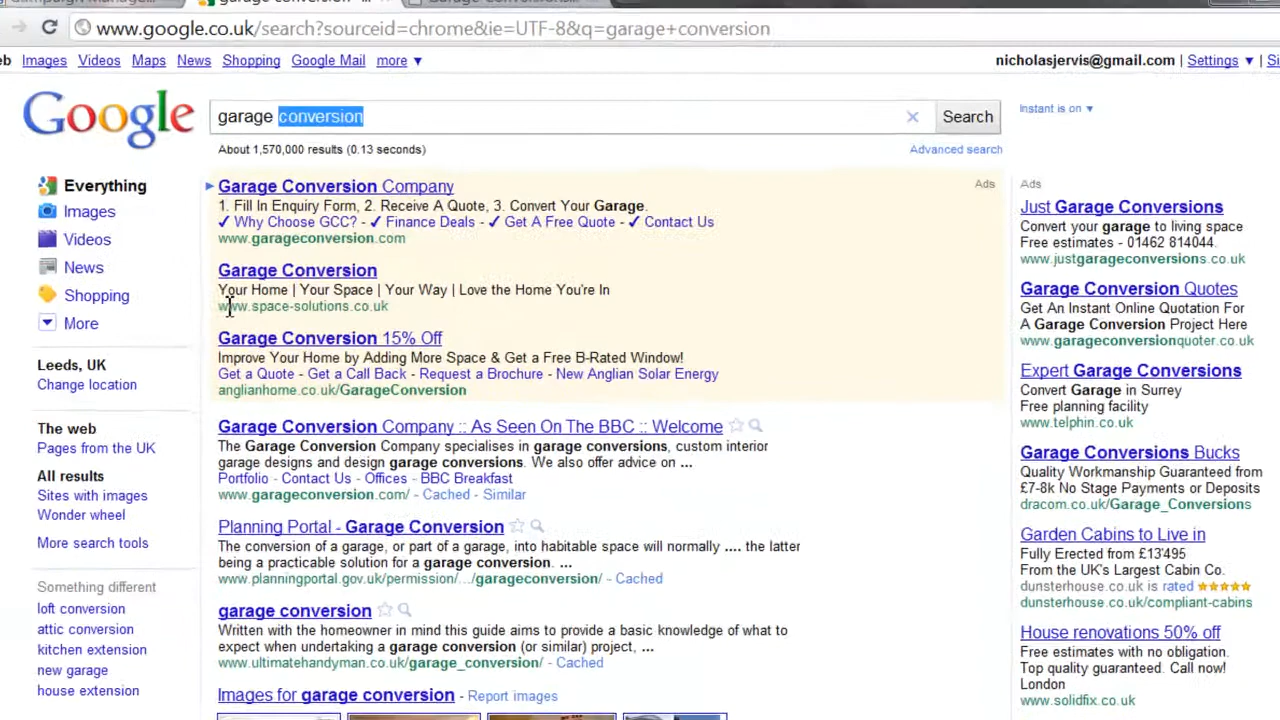 www.google.co.uk/search?sourceid=chrome&ie=UTF-8&q=garage+conversion
Images Videos Maps News Shopping Google Mail more ▼
nicholasjervis@gmail.com | Settings ▼
Google
garage conversion
Search
Instant is on ▼
About 1,570,000 results (0.13 seconds)
Advanced search
Everything
Images
Videos
News
Shopping
More
Leeds, UK
Change location
The web
Pages from the UK
All results
Sites with images
Wonder wheel
More search tools
Something different
loft conversion
attic conversion
kitchen extension
new garage
house extension
Garage Conversion Company
Ads
1. Fill In Enquiry Form, 2. Receive A Quote, 3. Convert Your Garage.
✓ Why Choose GCC? - ✓ Finance Deals - ✓ Get A Free Quote - ✓ Contact Us
www.garageconversion.com
Garage Conversion
Your Home | Your Space | Your Way | Love the Home You're In
www.space-solutions.co.uk
Garage Conversion 15% Off
Improve Your Home by Adding More Space & Get a Free B-Rated Window!
Get a Quote - Get a Call Back - Request a Brochure - New Anglian Solar Energy
anglianhome.co.uk/GarageConversion
Garage Conversion Company :: As Seen On The BBC :: Welcome
The Garage Conversion Company specialises in garage conversions, custom interior
garage designs and design garage conversions. We also offer advice on ...
Portfolio - Contact Us - Offices - BBC Breakfast
www.garageconversion.com/ - Cached - Similar
Planning Portal - Garage Conversion
The conversion of a garage, or part of a garage, into habitable space will normally .... the latter
being a practicable solution for a garage conversion. ...
www.planningportal.gov.uk/permission/.../garageconversion/ - Cached
garage conversion
Written with the homeowner in mind this guide aims to provide a basic knowledge of what to
expect when undertaking a garage conversion (or similar) project, ...
www.ultimatehandyman.co.uk/garage_conversion/ - Cached
Images for garage conversion - Report images
Ads
Just Garage Conversions
Convert your garage to living space
Free estimates - 01462 814044.
www.justgarageconversions.co.uk
Garage Conversion Quotes
Get An Instant Online Quotation For
A Garage Conversion Project Here
www.garageconversionquoter.co.uk
Expert Garage Conversions
Convert Garage in Surrey
Free planning facility
www.telphin.co.uk
Garage Conversions Bucks
Quality Workmanship Guaranteed from
£7-8k No Stage Payments or Deposits
dracom.co.uk/Garage_Conversions
Garden Cabins to Live in
Fully Erected from £13'495
From the UK's Largest Cabin Co.
dunsterhouse.co.uk is rated ★★★★★
dunsterhouse.co.uk/compliant-cabins
House renovations 50% off
Free estimates with no obligation.
Top quality guaranteed. Call now!
London
www.solidfix.co.uk